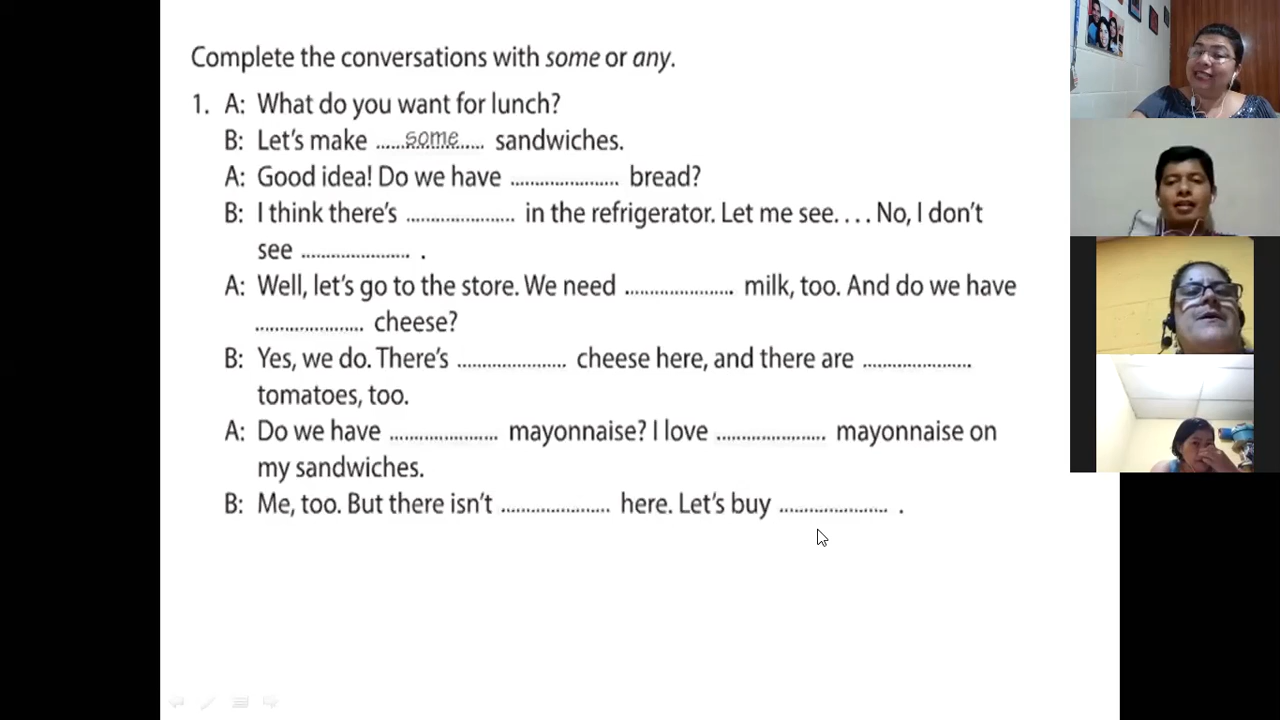 Complete the conversations with some or any.
1. A: What do you want for lunch?
B: Let's make ......some...... sandwiches.
A: Good idea! Do we have ..................... bread?
B: I think there's ..................... in the refrigerator. Let me see. . . . No, I don't
see ..................... .
A: Well, let's go to the store. We need ..................... milk, too. And do we have
..................... cheese?
B: Yes, we do. There's ..................... cheese here, and there are .....................
tomatoes, too.
A: Do we have ..................... mayonnaise? I love ..................... mayonnaise on
my sandwiches.
B: Me, too. But there isn't ..................... here. Let's buy ..................... .